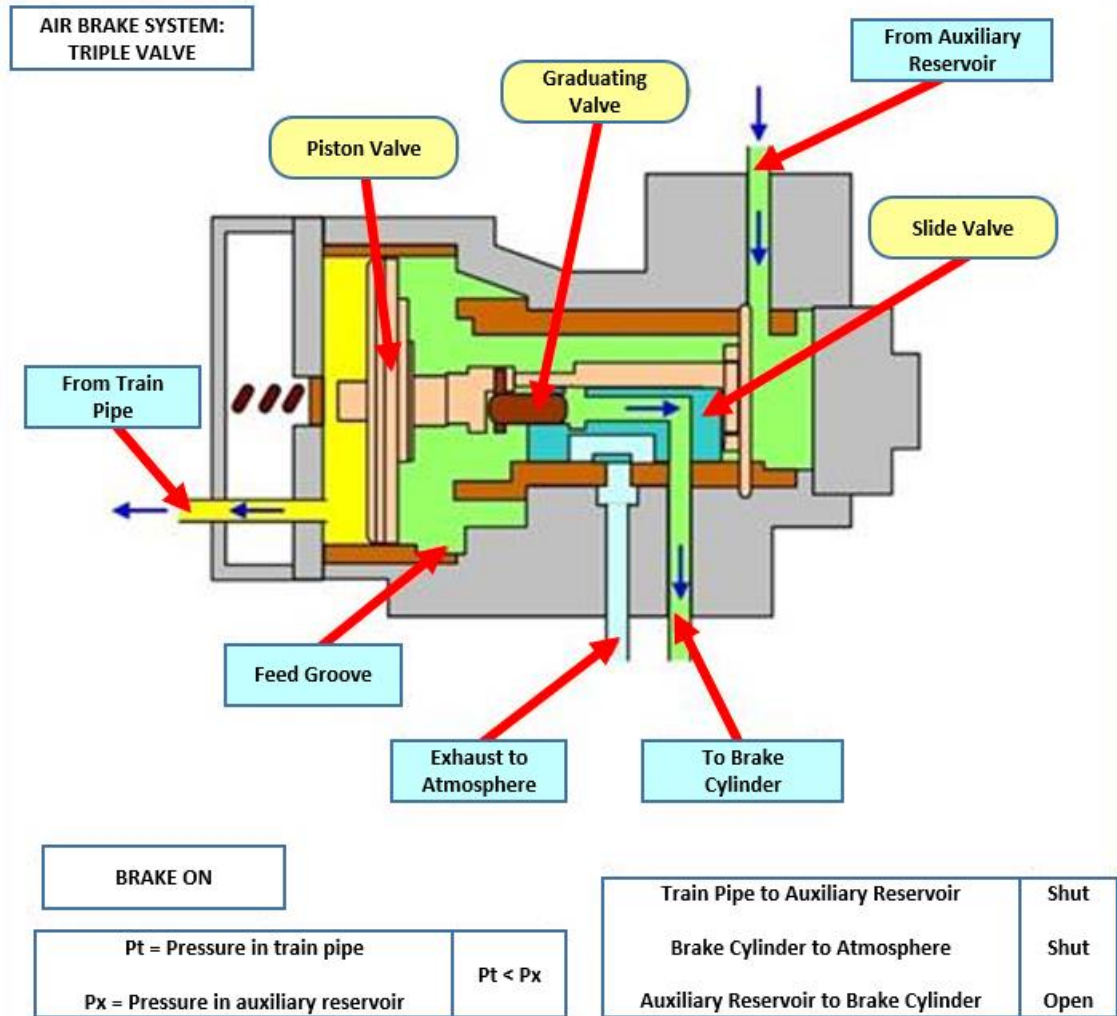 AIR BRAKE SYSTEM:
TRIPLE VALVE
From Auxiliary
Reservoir
Graduating
Valve
Piston Valve
Slide Valve
From Train
Pipe
Feed Groove
Exhaust to
Atmosphere
To Brake
Cylinder
BRAKE ON
Pt = Pressure in train pipe
Px = Pressure in auxiliary reservoir
Pt < Px
Train Pipe to Auxiliary Reservoir Shut
Brake Cylinder to Atmosphere Shut
Auxiliary Reservoir to Brake Cylinder Open